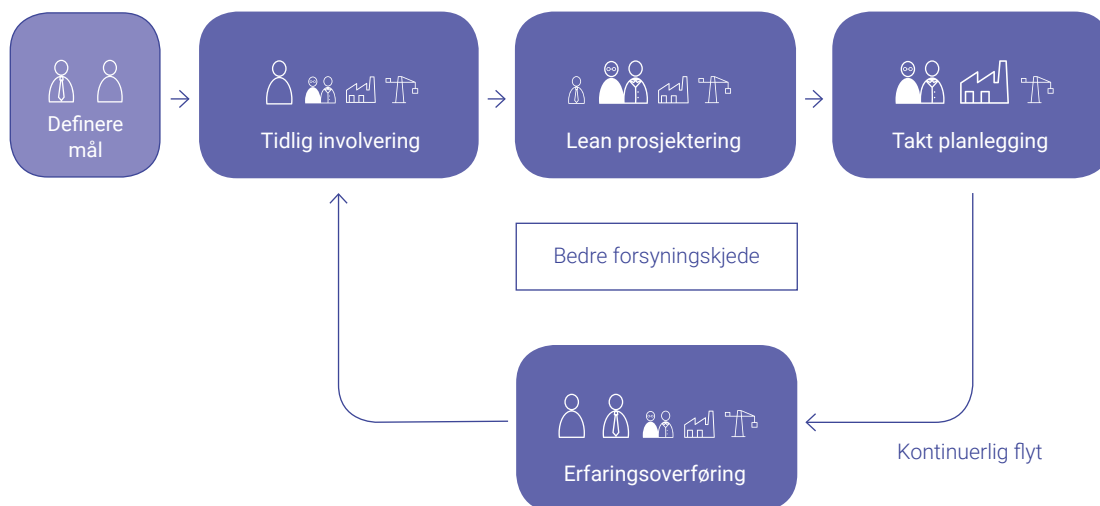 Definere
mål
Tidlig involvering
Lean prosjektering
Takt planlegging
Bedre forsyningskjede
Erfaringsoverføring
Kontinuerlig flyt